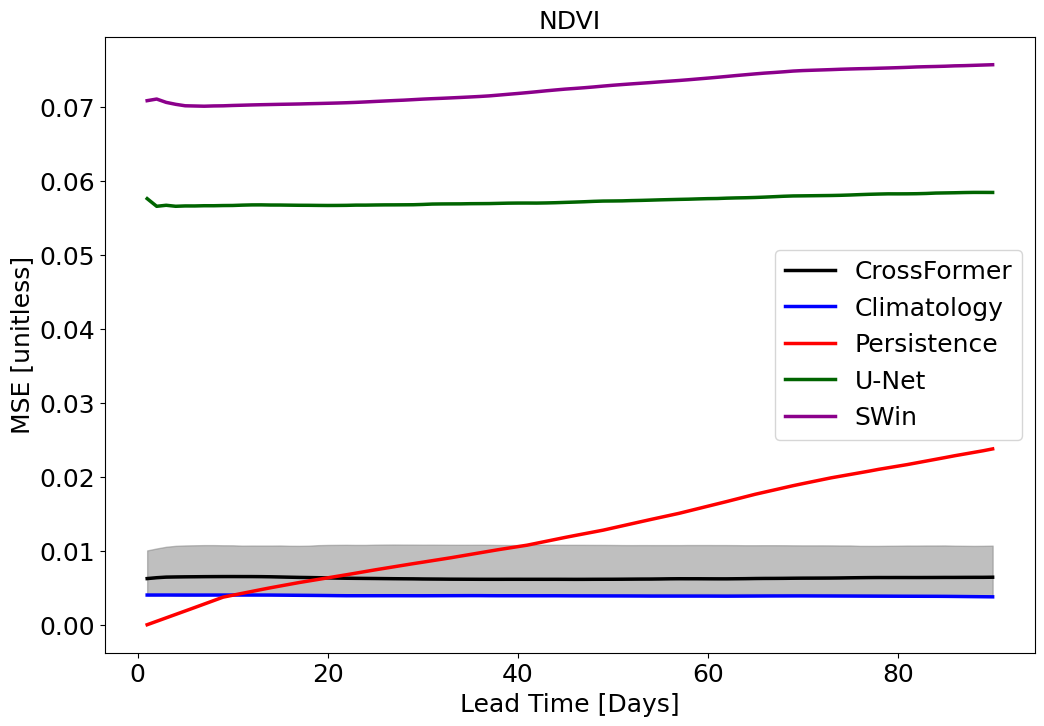 NDVI
MSE [unitless]
0.07
0.06
0.05
0.04
0.03
0.02
0.01
0.00
CrossFormer
Climatology
Persistence
U-Net
SWin
0
20
40
60
80
Lead Time [Days]